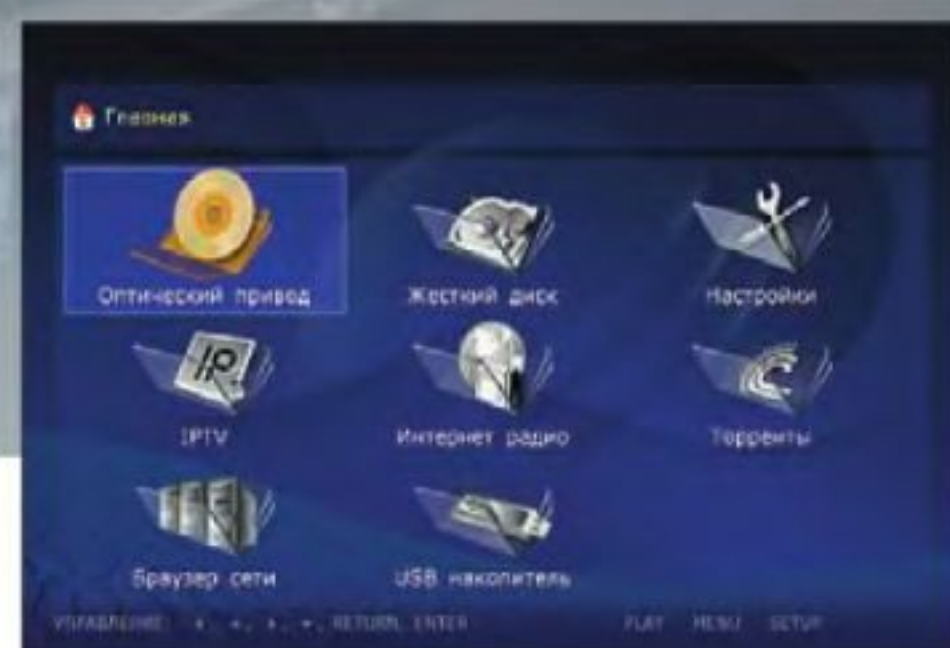 Главная
Оптический привод
Жесткий диск
Настройки
IPTV
Интернет радио
Торренты
Браузер сети
USB накопитель
УПРАВЛЕНИЕ: RETURN, ENTER PLAY MENU SETUP